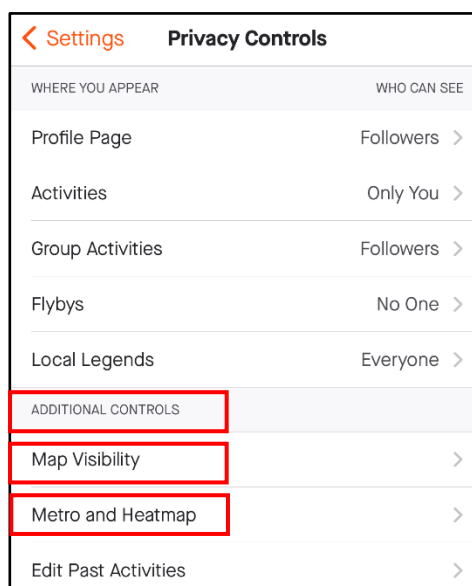 Settings Privacy Controls
WHERE YOU APPEAR WHO CAN SEE
Profile Page Followers
Activities Only You
Group Activities Followers
Flybys No One
Local Legends Everyone
ADDITIONAL CONTROLS
Map Visibility
Metro and Heatmap
Edit Past Activities